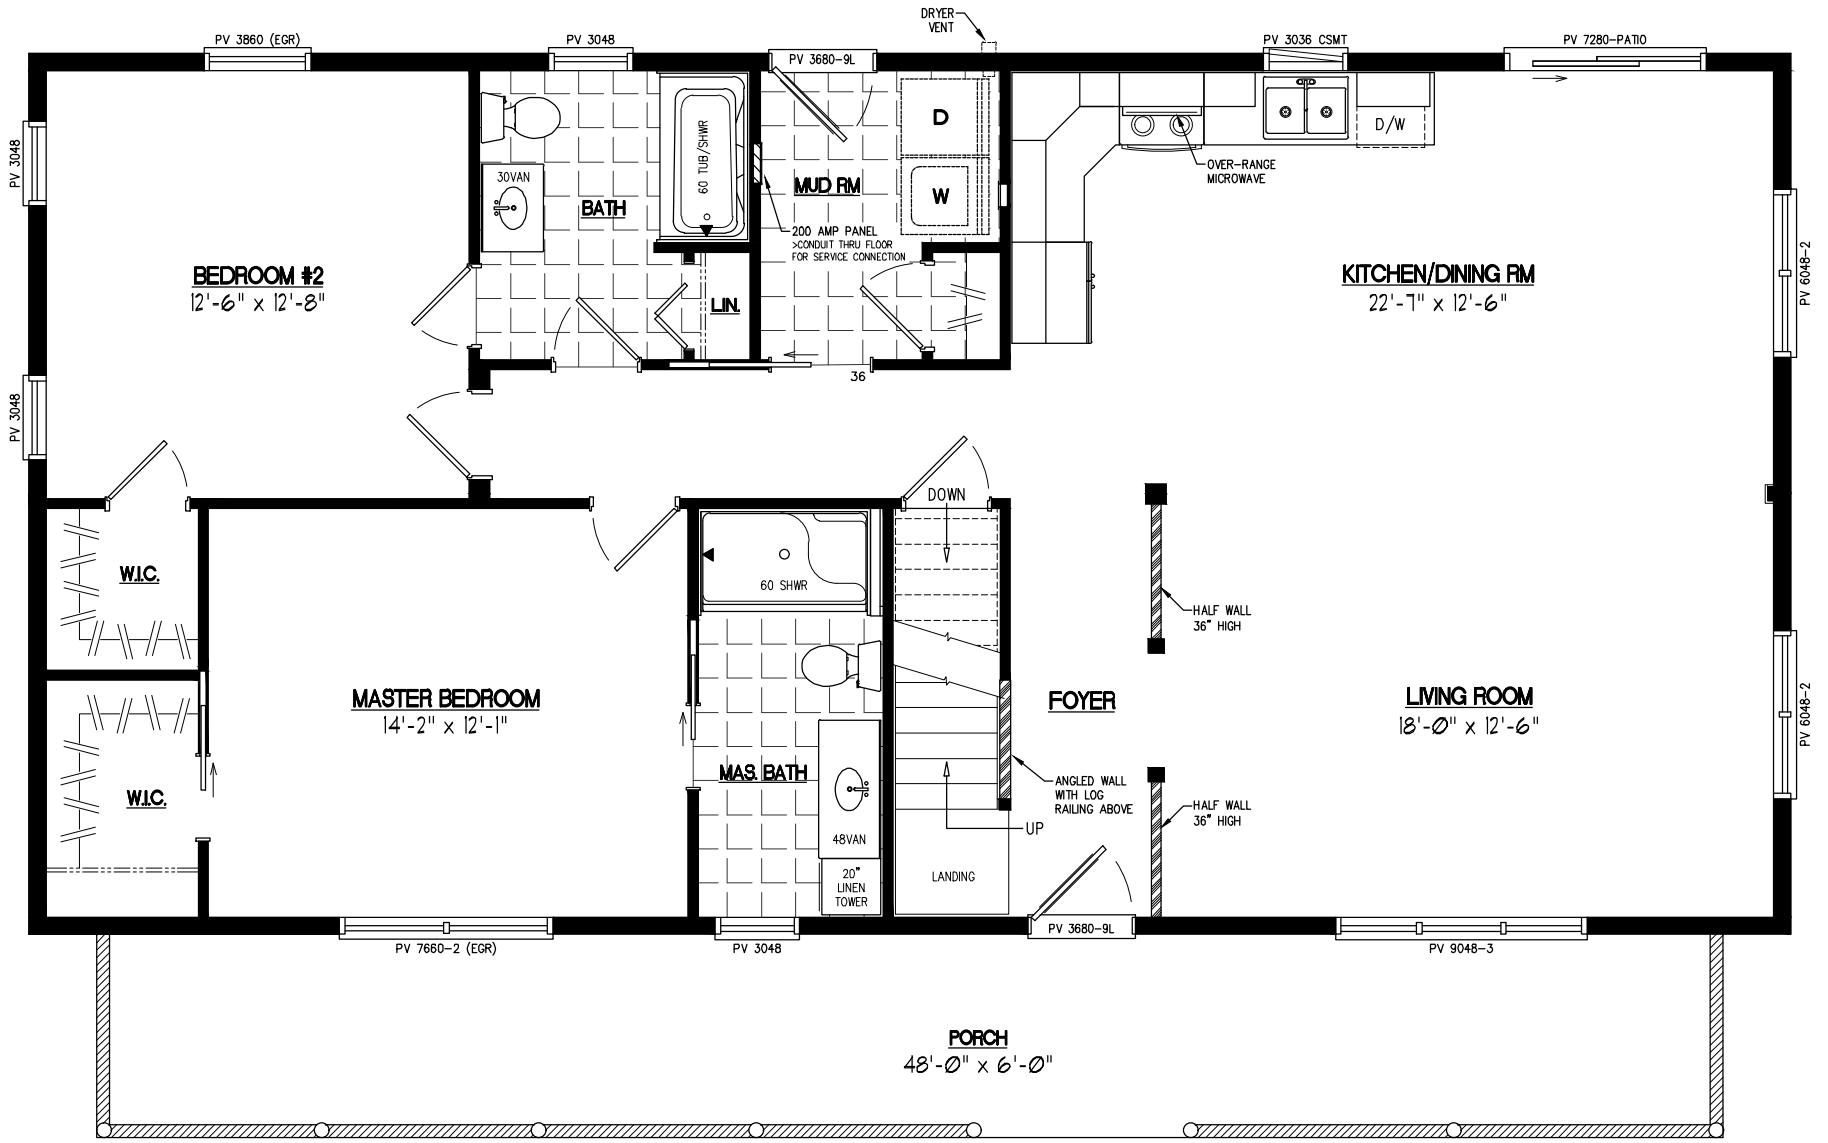 DRYER
VENT
PV 3860 (EGR)
PV 3048
PV 3680-9L
PV 3036 CSMT
PV 7280-PATIO
D
D/W
PV 3048
60 TUB/SHWR
OVER-RANGE
MICROWAVE
30VAN
MUD RM
W
BATH
200 AMP PANEL
>CONDUIT THRU FLOOR
FOR SERVICE CONNECTION
BEDROOM #2
12'-6" x 12'-8"
LIN.
KITCHEN/DINING RM
22'-7" x 12'-6"
PV 6048-2
36
PV 3048
DOWN
W.I.C.
60 SHWR
HALF WALL
36" HIGH
MASTER BEDROOM
14'-2" x 12'-1"
FOYER
LIVING ROOM
18'-0" x 12'-6"
PV 6048-2
MAS. BATH
W.I.C.
ANGLED WALL
WITH LOG
RAILING ABOVE
HALF WALL
36" HIGH
UP
48VAN
20"
LINEN
TOWER
LANDING
PV 7660-2 (EGR)
PV 3048
PV 3680-9L
PV 9048-3
PORCH
48'-0" x 6'-0"